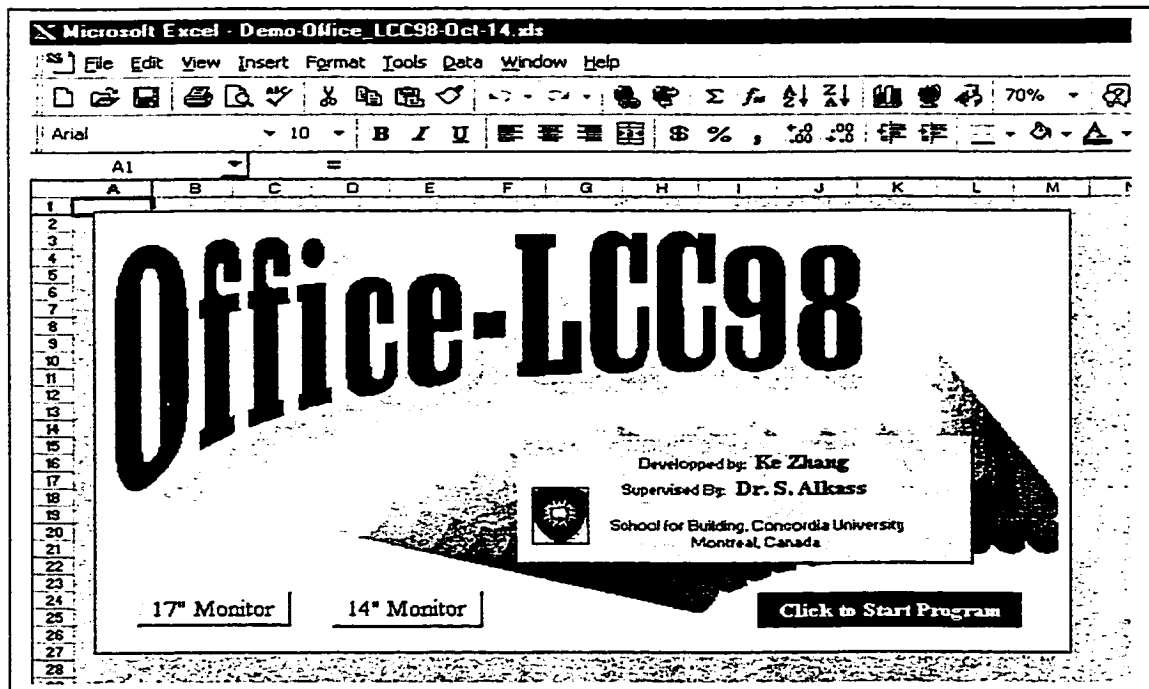 Microsoft Excel - Demo-Office_LCC98-Oct-14.xls
File Edit View Insert Format Tools Data Window Help
70%
Arial 10 B I U $ % ,
A1 =
A B C D E F G H I J K L M
1
2
3
4
5
6
7
8
9
10
11
12
13
14
15
16
17
18
19
20
21
22
23
24
25
26
27
28
Office-LCC98
Developped by: Ke Zhang
Supervised By: Dr. S. Alkass
School for Building, Concordia University
Montreal, Canada
17" Monitor 14" Monitor Click to Start Program